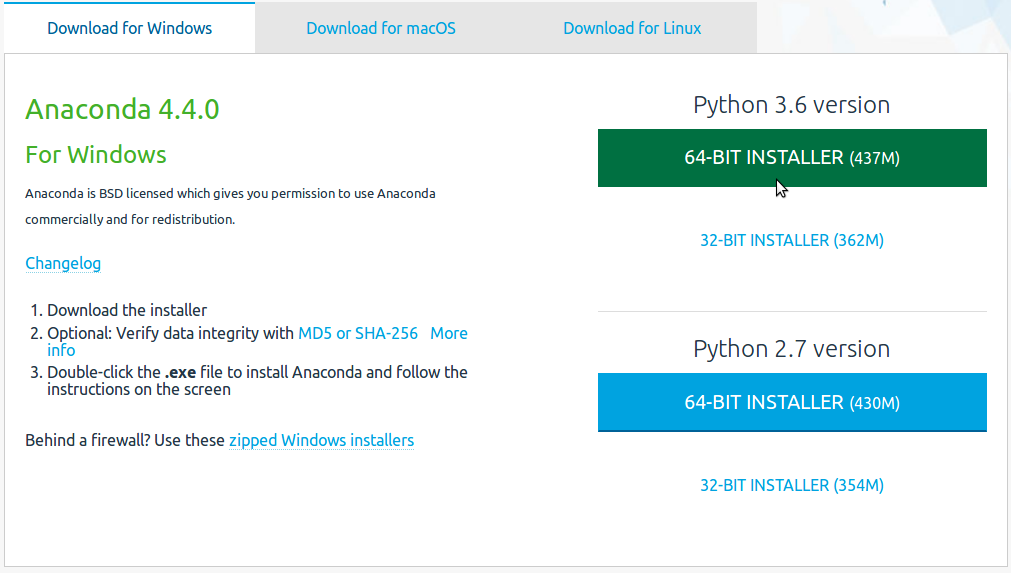 Download for Windows
Download for macOS
Download for Linux
Anaconda 4.4.0
For Windows
Anaconda is BSD licensed which gives you permission to use Anaconda
commercially and for redistribution.
Changelog
1. Download the installer
2. Optional: Verify data integrity with MD5 or SHA-256 More
info
3. Double-click the .exe file to install Anaconda and follow the
instructions on the screen
Behind a firewall? Use these zipped Windows installers
Python 3.6 version
64-BIT INSTALLER (437M)
32-BIT INSTALLER (362M)
Python 2.7 version
64-BIT INSTALLER (430M)
32-BIT INSTALLER (354M)